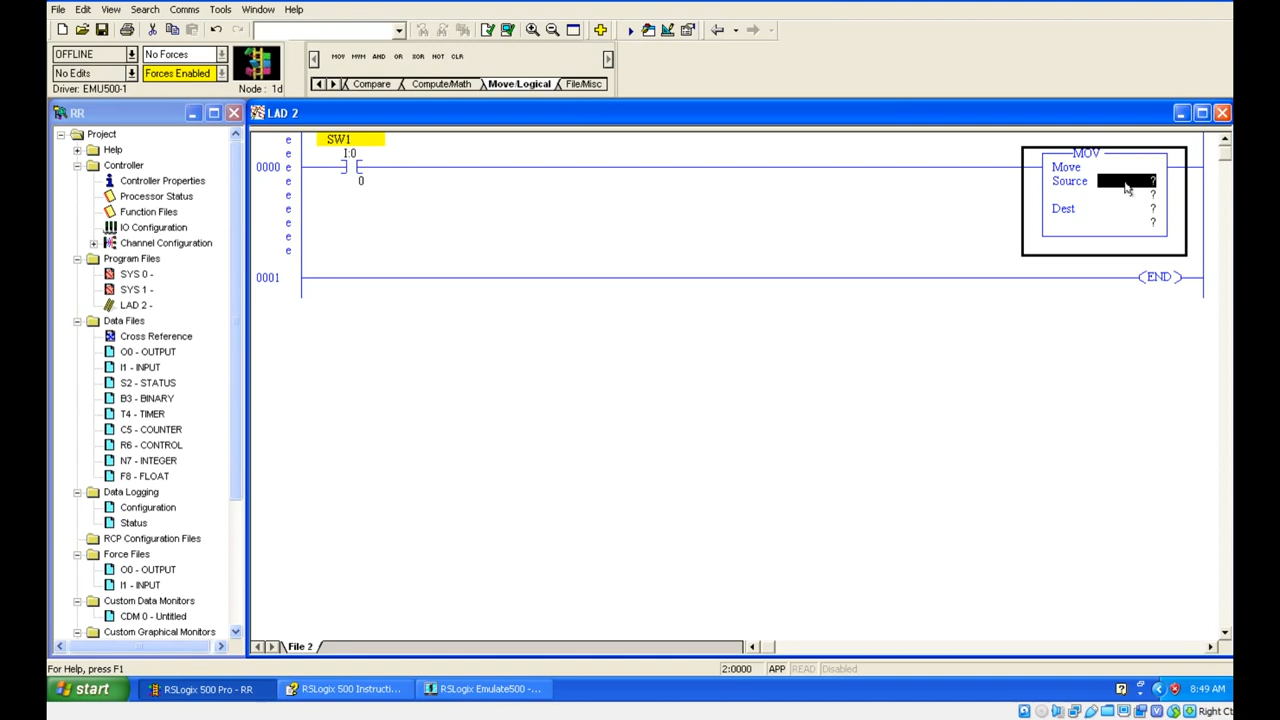 File Edit View Search Comms Tools Window Help
OFFLINE No Forces
No Edits Forces Enabled
Driver: EMU500-1 Node : 1d
MOV MVM AND OR XOR NOT CLR
Compare Compute/Math Move/Logical File/Misc
RR
Project
Help
Controller
Controller Properties
Processor Status
Function Files
IO Configuration
Channel Configuration
Program Files
SYS 0 -
SYS 1 -
LAD 2 -
Data Files
Cross Reference
O0 - OUTPUT
I1 - INPUT
S2 - STATUS
B3 - BINARY
T4 - TIMER
C5 - COUNTER
R6 - CONTROL
N7 - INTEGER
F8 - FLOAT
Data Logging
Configuration
Status
RCP Configuration Files
Force Files
O0 - OUTPUT
I1 - INPUT
Custom Data Monitors
CDM 0 - Untitled
Custom Graphical Monitors
LAD 2
e
e
0000 e
e
e
e
e
e
e
SW1
I:0
0
MOV
Move
Source ?
?
Dest ?
?
0001
END
File 2
For Help, press F1
2:0000 APP READ Disabled
start
RSLogix 500 Pro - RR
RSLogix 500 Instructi...
RSLogix Emulate500 -...
8:49 AM
Right Ct